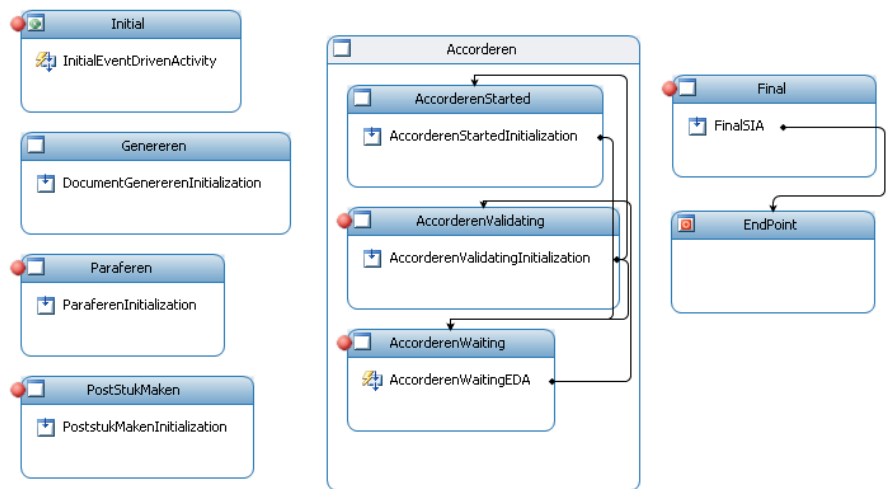 Initial
InitialEventDrivenActivity
Genereren
DocumentGenererenInitialization
Paraferen
ParaferenInitialization
PostStukMaken
PoststukMakenInitialization
Accorderen
AccorderenStarted
AccorderenStartedInitialization
AccorderenValidating
AccorderenValidatingInitialization
AccorderenWaiting
AccorderenWaitingEDA
Final
FinalSIA
EndPoint